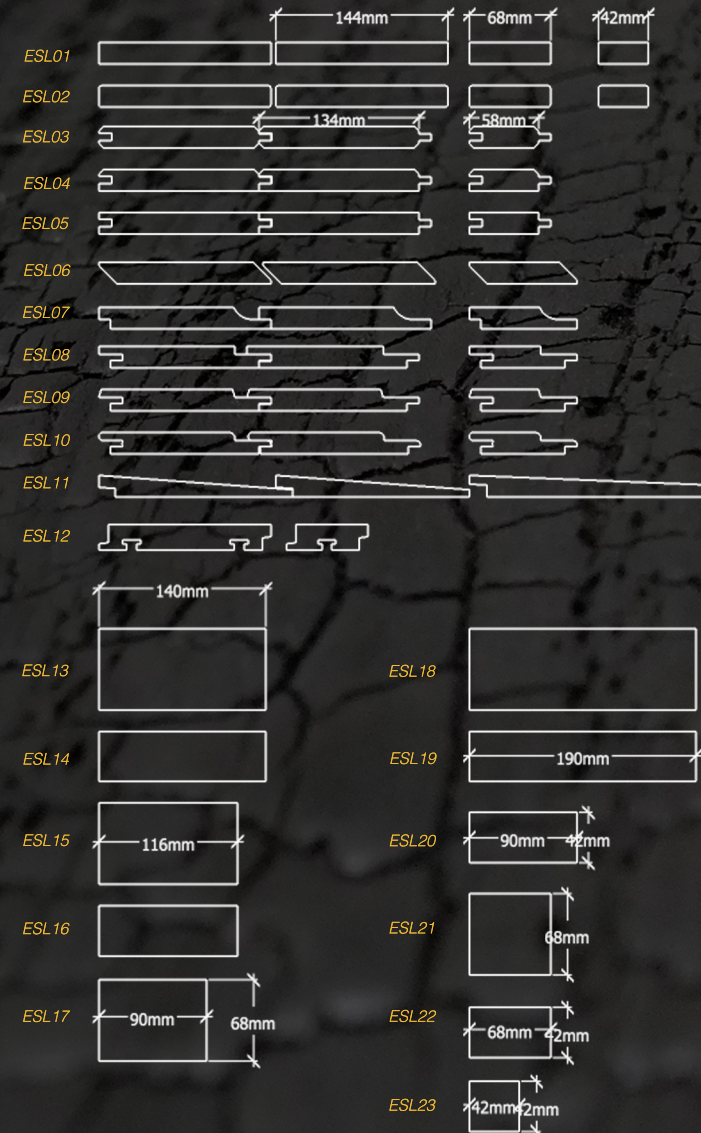 144mm 68mm 42mm
ESL01
ESL02
134mm 58mm
ESL03
ESL04
ESL05
ESL06
ESL07
ESL08
ESL09
ESL10
ESL11
ESL12
140mm
ESL13 ESL18
ESL14 ESL19 190mm
ESL15 116mm ESL20 90mm 42mm
ESL16 ESL21 68mm
ESL17 90mm 68mm ESL22 68mm 42mm
ESL23 42mm 42mm